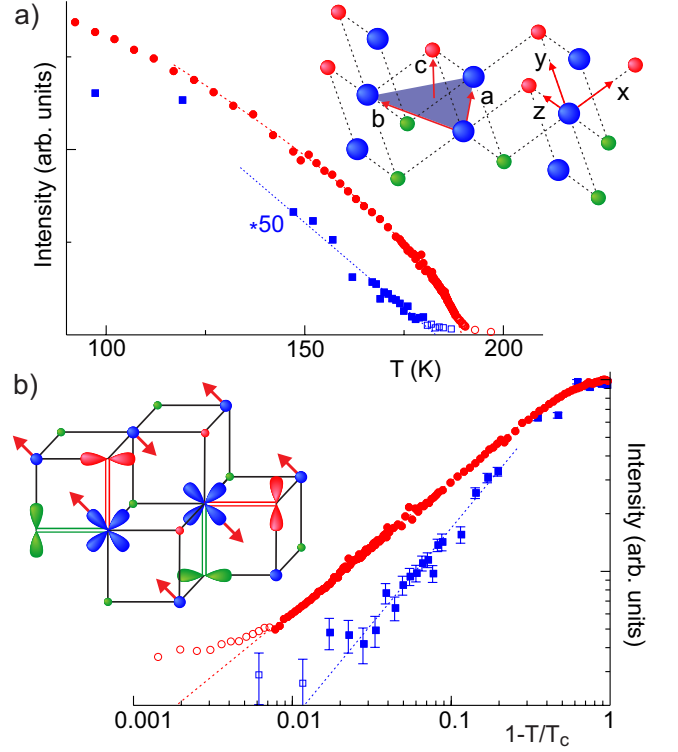 a)
Intensity (arb. units)
c
a
b
y
z
x
*50
100
150
200
T (K)
b)
Intensity (arb. units)
0.001
0.01
0.1
1
1-T/Tc